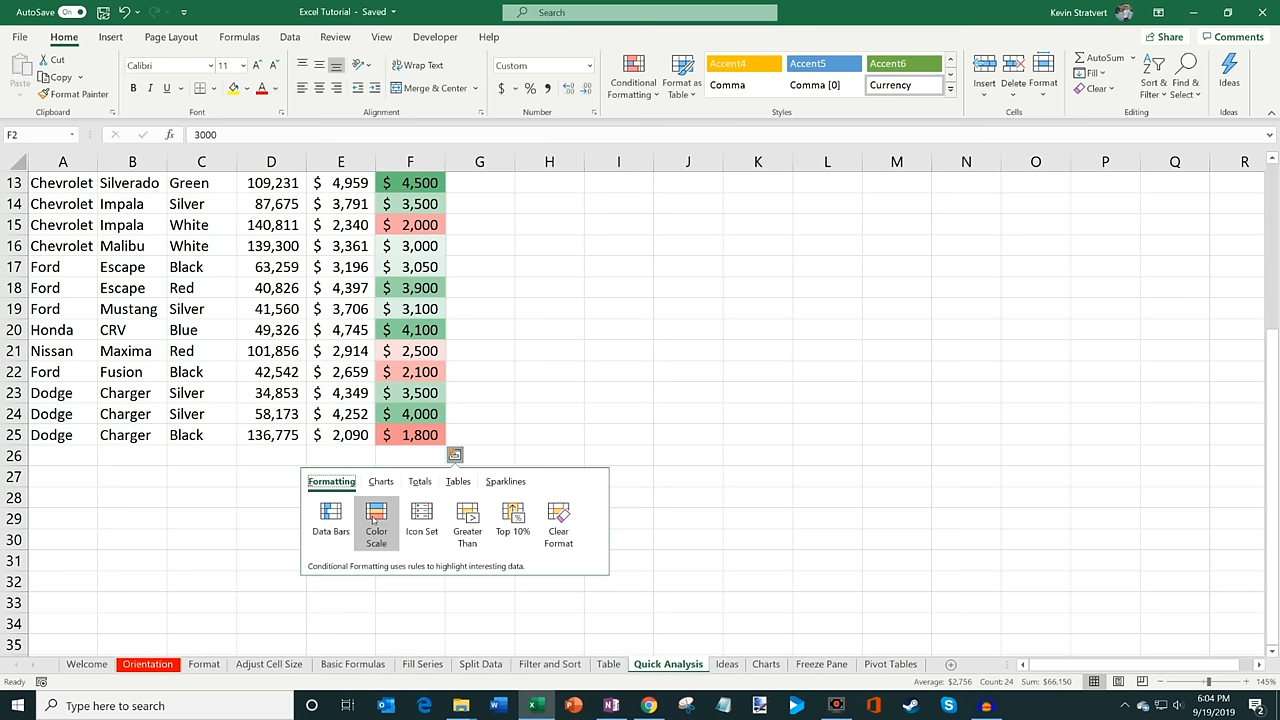 AutoSave On Excel Tutorial - Saved Search Kevin Stratvert
File Home Insert Page Layout Formulas Data Review View Developer Help Share Comments
Paste Cut Copy Format Painter
Clipboard
Calibri 11
B I U A
Font
Wrap Text
Merge & Center
Alignment
Custom
$ % ,
Number
Conditional Formatting
Format as Table
Accent4 Accent5 Accent6
Comma Comma [0] Currency
Styles
Insert Delete Format
Cells
AutoSum
Fill
Clear
Sort & Filter
Find & Select
Editing
Ideas
Ideas
F2 fx 3000
A B C D E F G H I J K L M N O P Q R
13 Chevrolet Silverado Green 109,231 $ 4,959 $ 4,500
14 Chevrolet Impala Silver 87,675 $ 3,791 $ 3,500
15 Chevrolet Impala White 140,811 $ 2,340 $ 2,000
16 Chevrolet Malibu White 139,300 $ 3,361 $ 3,000
17 Ford Escape Black 63,259 $ 3,196 $ 3,050
18 Ford Escape Red 40,826 $ 4,397 $ 3,900
19 Ford Mustang Silver 41,560 $ 3,706 $ 3,100
20 Honda CRV Blue 49,326 $ 4,745 $ 4,100
21 Nissan Maxima Red 101,856 $ 2,914 $ 2,500
22 Ford Fusion Black 42,542 $ 2,659 $ 2,100
23 Dodge Charger Silver 34,853 $ 4,349 $ 3,500
24 Dodge Charger Silver 58,173 $ 4,252 $ 4,000
25 Dodge Charger Black 136,775 $ 2,090 $ 1,800
26
27
28
29
30
31
32
33
34
35
Formatting Charts Totals Tables Sparklines
Data Bars Color Scale Icon Set Greater Than Top 10% Clear Format
Conditional Formatting uses rules to highlight interesting data.
Welcome Orientation Format Adjust Cell Size Basic Formulas Fill Series Split Data Filter and Sort Table Quick Analysis Ideas Charts Freeze Pane Pivot Tables
Ready Average: $2,756 Count: 24 Sum: $66,150 145%
Type here to search 6:04 PM
9/19/2019